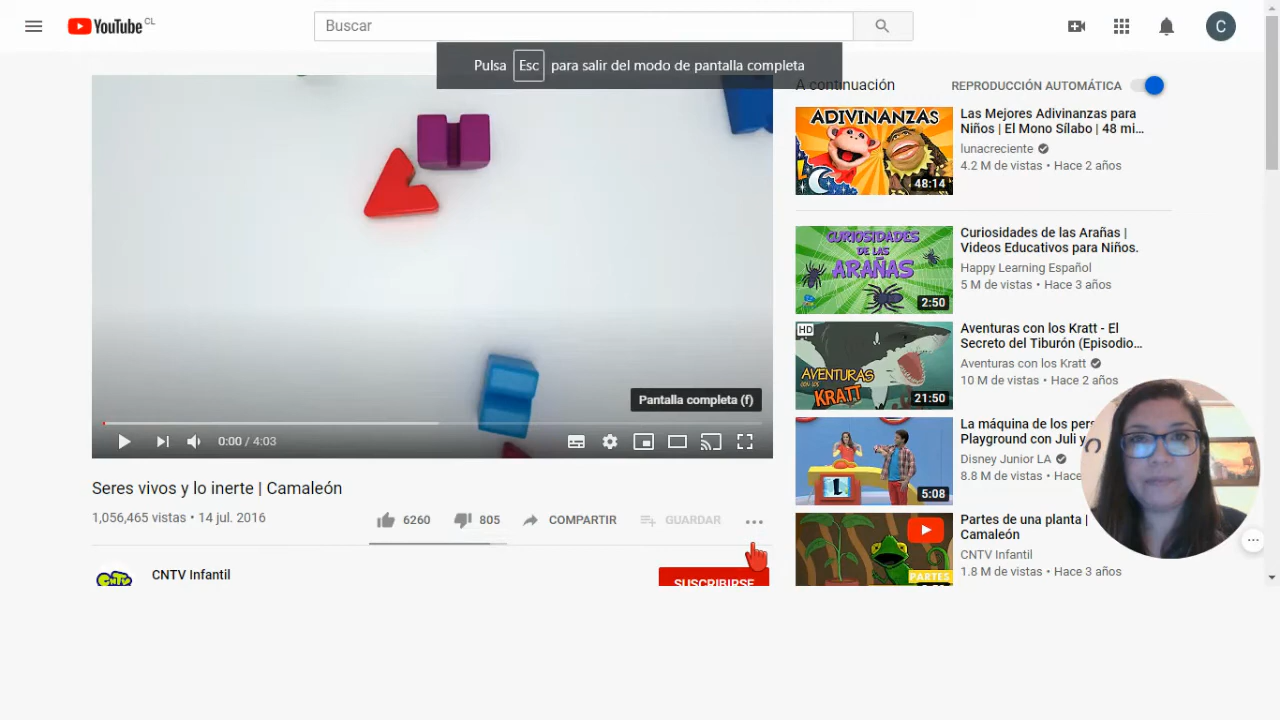 YouTube CL
Buscar
C
Pulsa Esc para salir del modo de pantalla completa
A continuación
REPRODUCCIÓN AUTOMÁTICA
ADIVINANZAS
48:14
Las Mejores Adivinanzas para
Niños | El Mono Sílabo | 48 mi...
lunacreciente
4.2 M de vistas • Hace 2 años
CURIOSIDADES
DE LAS
ARAÑAS
2:50
Curiosidades de las Arañas |
Videos Educativos para Niños.
Happy Learning Español
5 M de vistas • Hace 3 años
HD
AVENTURAS
CON LOS
KRATT
21:50
Aventuras con los Kratt - El
Secreto del Tiburón (Episodio...
Aventuras con los Kratt
10 M de vistas • Hace 2 años
L
5:08
La máquina de los
Playground con Juli y
Disney Junior LA
8.8 M de vistas • Hace
PARTES
Partes de una planta |
Camaleón
CNTV Infantil
1.8 M de vistas • Hace 3 años
Pantalla completa (f)
0:00 / 4:03
Seres vivos y lo inerte | Camaleón
1,056,465 vistas • 14 jul. 2016
6260
805
COMPARTIR
GUARDAR
CNTV
CNTV Infantil
SUSCRIBIRSE